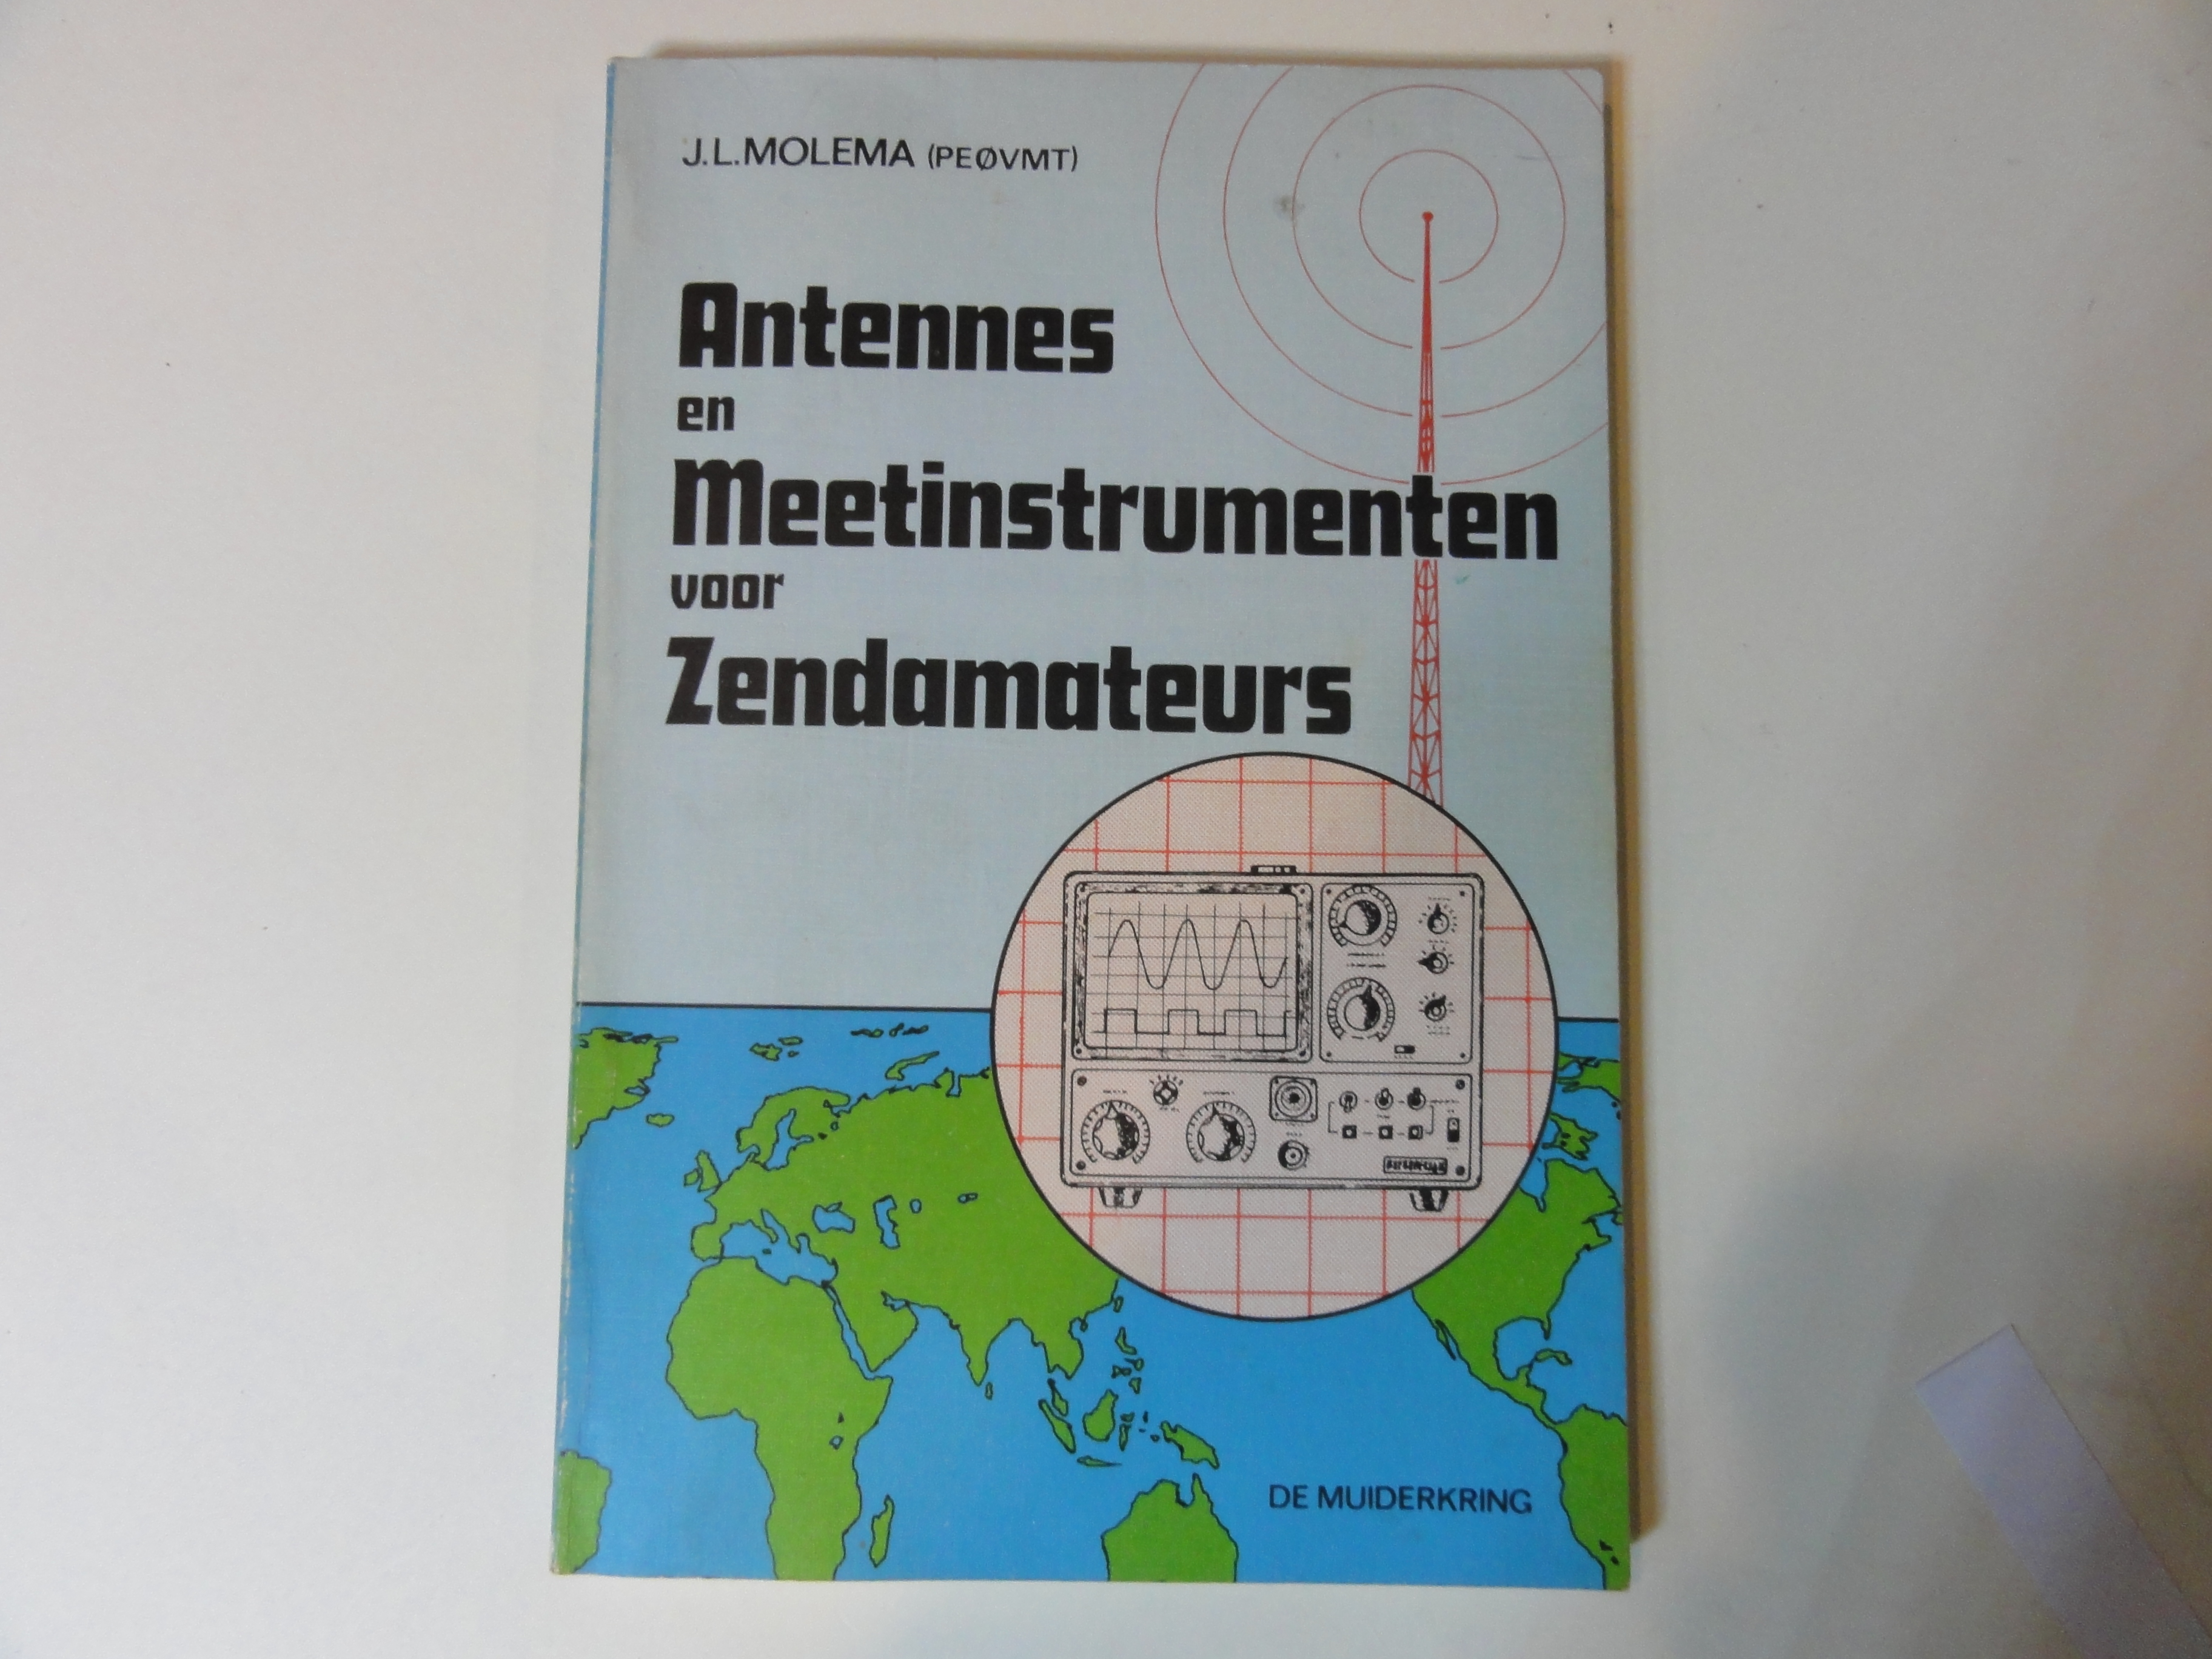 J.L.MOLEMA (PEØVMT)
Antennes
en
Meetinstrumenten
voor
Zendamateurs
DE MUIDERKRING